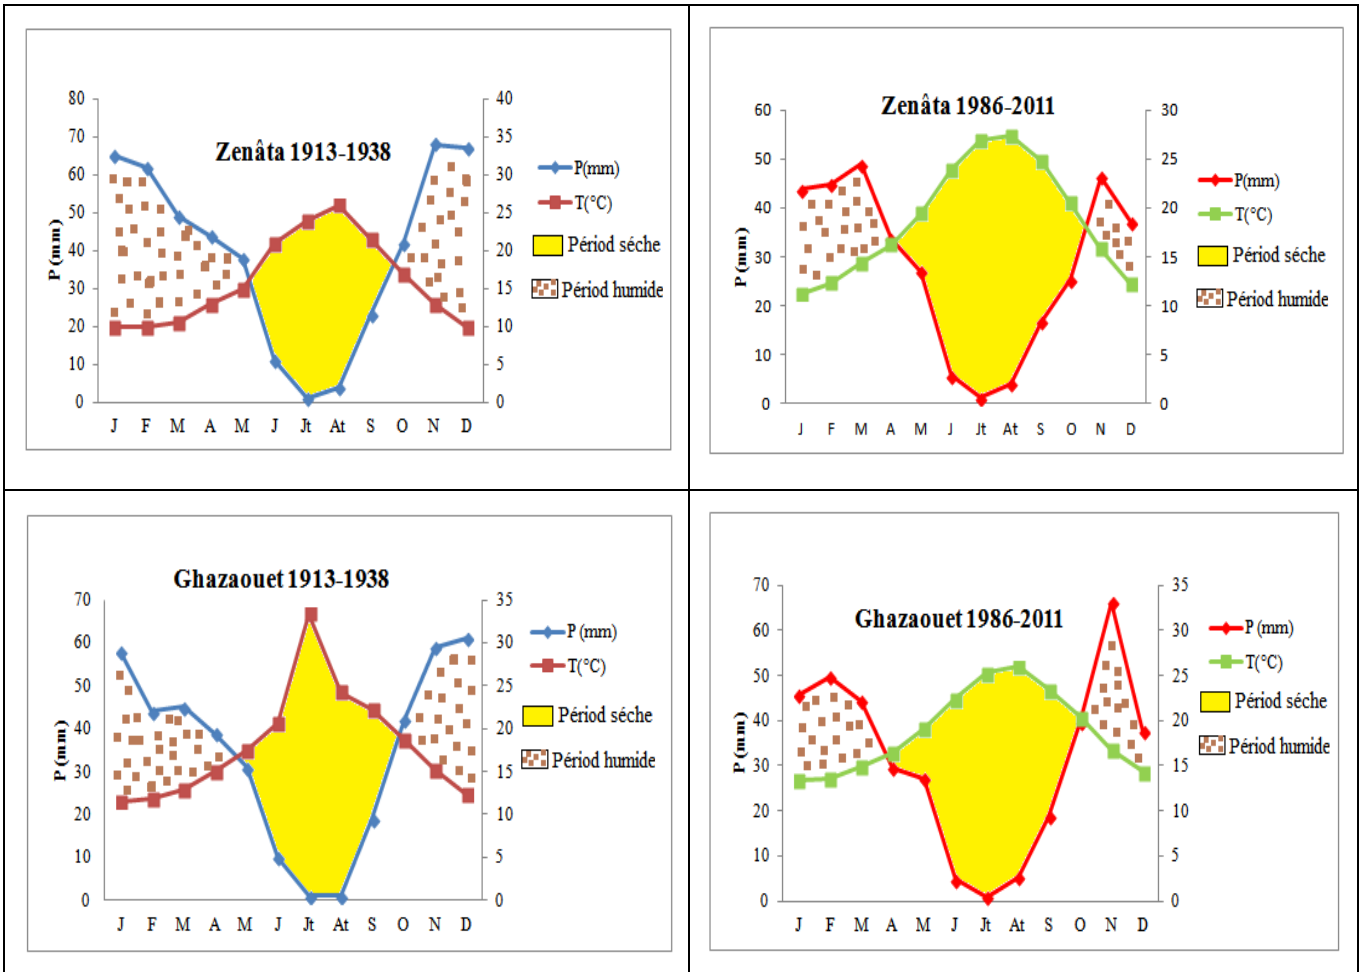 Zenâta 1913-1938
P (mm)
80
70
60
50
40
30
20
10
0
40
35
30
25
20
15
10
5
0
J F M A M J Jt At S O N D
P(mm)
T(°C)
Périod séche
Périod humide
Zenâta 1986-2011
P (mm)
60
50
40
30
20
10
0
30
25
20
15
10
5
0
J F M A M J Jt At S O N D
P(mm)
T(°C)
Périod séche
Périod humide
Ghazaouet 1913-1938
P (mm)
70
60
50
40
30
20
10
0
35
30
25
20
15
10
5
0
J F M A M J Jt At S O N D
P (mm)
T(°C)
Périod séche
Périod humide
Ghazaouet 1986-2011
P (mm)
70
60
50
40
30
20
10
0
35
30
25
20
15
10
5
0
J F M A M J Jt At S O N D
P (mm)
T(°C)
Périod séche
Périod humide